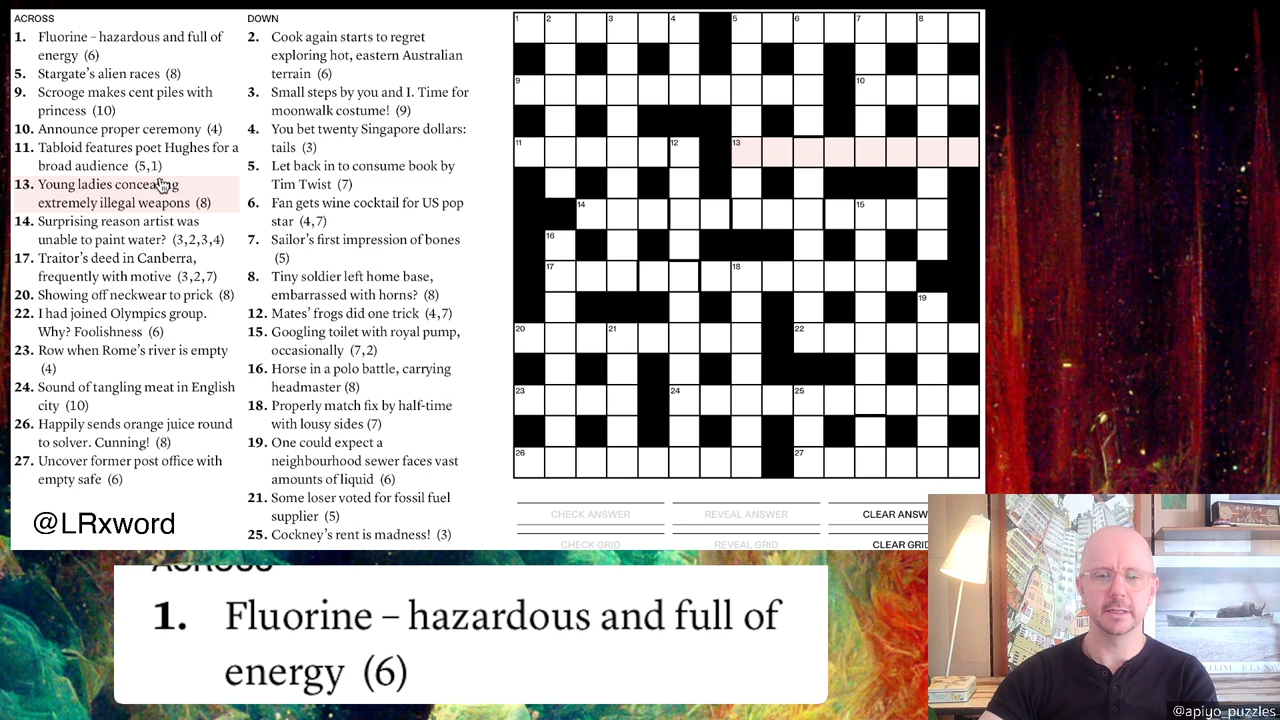 ACROSS
1. Fluorine – hazardous and full of
energy (6)
5. Stargate's alien races (8)
9. Scrooge makes cent piles with
princess (10)
10. Announce proper ceremony (4)
11. Tabloid features poet Hughes for a
broad audience (5,1)
13. Young ladies concealing
extremely illegal weapons (8)
14. Surprising reason artist was
unable to paint water? (3,2,3,4)
17. Traitor's deed in Canberra,
frequently with motive (3,2,7)
20. Showing off neckwear to prick (8)
22. I had joined Olympics group.
Why? Foolishness (6)
23. Row when Rome's river is empty
(4)
24. Sound of tangling meat in English
city (10)
26. Happily sends orange juice round
to solver. Cunning! (8)
27. Uncover former post office with
empty safe (6)
@LRxword
DOWN
2. Cook again starts to regret
exploring hot, eastern Australian
terrain (6)
3. Small steps by you and I. Time for
moonwalk costume! (9)
4. You bet twenty Singapore dollars:
tails (3)
5. Let back in to consume book by
Tim Twist (7)
6. Fan gets wine cocktail for US pop
star (4,7)
7. Sailor's first impression of bones
(5)
8. Tiny soldier left home base,
embarrassed with horns? (8)
12. Mates' frogs did one trick (4,7)
15. Googling toilet with royal pump,
occasionally (7,2)
16. Horse in a polo battle, carrying
headmaster (8)
18. Properly match fix by half-time
with lousy sides (7)
19. One could expect a
neighbourhood sewer faces vast
amounts of liquid (6)
21. Some loser voted for fossil fuel
supplier (5)
25. Cockney's rent is madness! (3)
1 2 3 4 5 6 7 8
9 10
11 12 13
14 15
16
17 18
19
20 21 22
23 24 25
26 27
CHECK ANSWER REVEAL ANSWER CLEAR ANSW
CHECK GRID REVEAL GRID CLEAR GRID
ACROSS
1. Fluorine – hazardous and full of
energy (6)
@apiyo_puzzles